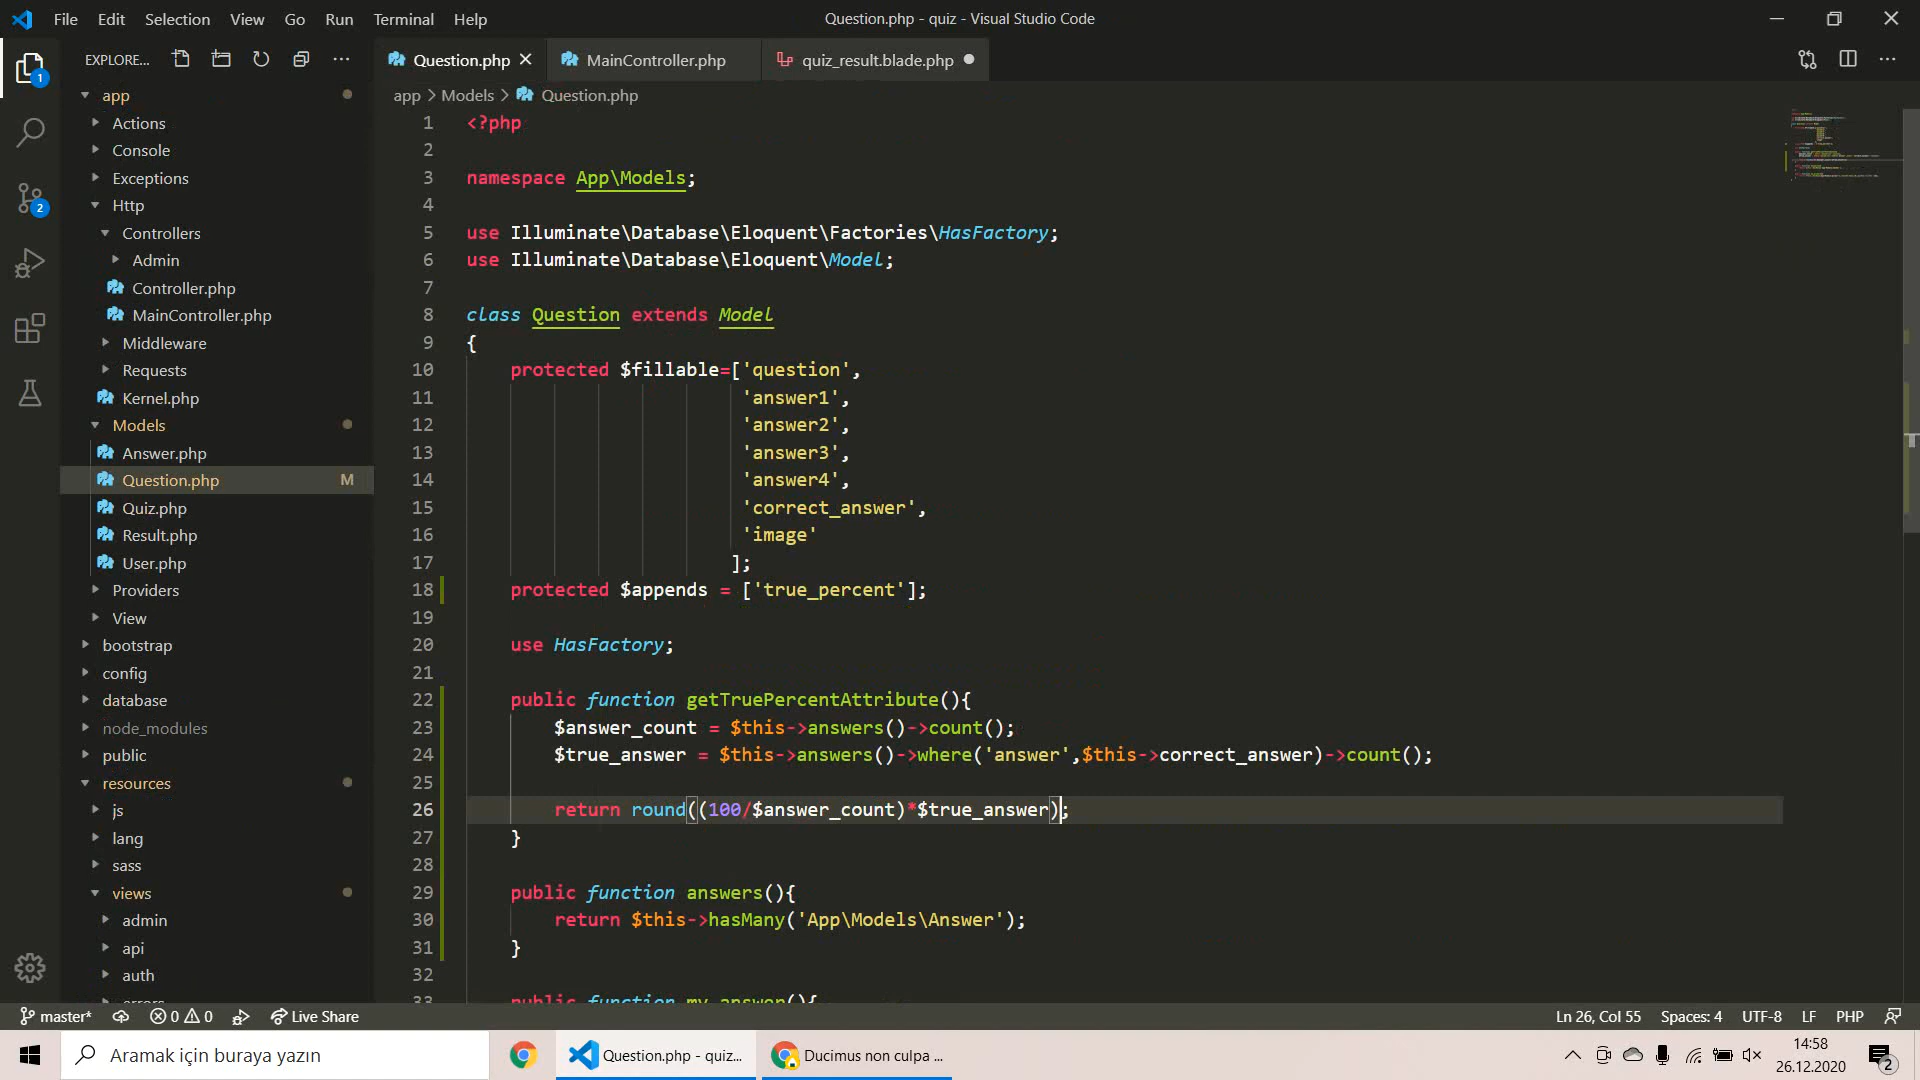 File Edit Selection View Go Run Terminal Help
Question.php - quiz - Visual Studio Code
EXPLORE...
Question.php
MainController.php
quiz_result.blade.php
app > Models > Question.php
1
2
app
Actions
Console
Exceptions
Http
Controllers
Admin
Controller.php
MainController.php
Middleware
Requests
Kernel.php
Models
Answer.php
Question.php M
Quiz.php
Result.php
User.php
Providers
View
bootstrap
config
database
node_modules
public
resources
js
lang
sass
views
admin
api
auth
errors
1 <?php
2
3 namespace App\Models;
4
5 use Illuminate\Database\Eloquent\Factories\HasFactory;
6 use Illuminate\Database\Eloquent\Model;
7
8 class Question extends Model
9 {
10 protected $fillable=['question',
11 'answer1',
12 'answer2',
13 'answer3',
14 'answer4',
15 'correct_answer',
16 'image'
17 ];
18 protected $appends = ['true_percent'];
19
20 use HasFactory;
21
22 public function getTruePercentAttribute(){
23 $answer_count = $this->answers()->count();
24 $true_answer = $this->answers()->where('answer',$this->correct_answer)->count();
25
26 return round((100/$answer_count)*$true_answer);
27 }
28
29 public function answers(){
30 return $this->hasMany('App\Models\Answer');
31 }
32
33 public function my_answer(){
master* 0 0 Live Share
Ln 26, Col 55 Spaces: 4 UTF-8 LF PHP
Aramak için buraya yazın
Question.php - quiz...
Ducimus non culpa ...
14:58
26.12.2020
2